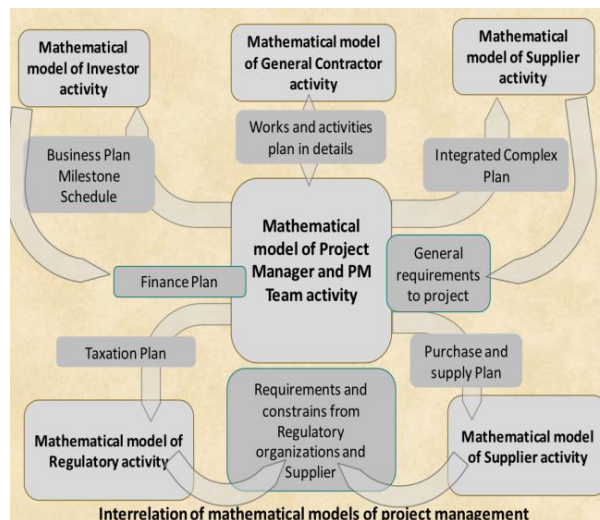 Mathematical
model of Investor
activity
Mathematical model
of General Contractor
activity
Mathematical
model of Supplier
activity
Business Plan
Milestone
Schedule
Works and activities
plan in details
Integrated Complex
Plan
Mathematical
model of Project
Manager and PM
Team activity
Finance Plan
General
requirements
to project
Taxation Plan
Purchase and
supply Plan
Requirements and
constrains from
Regulatory
organizations and
Supplier
Mathematical model of
Regulatory activity
Mathematical model
of Supplier activity
Interrelation of mathematical models of project management